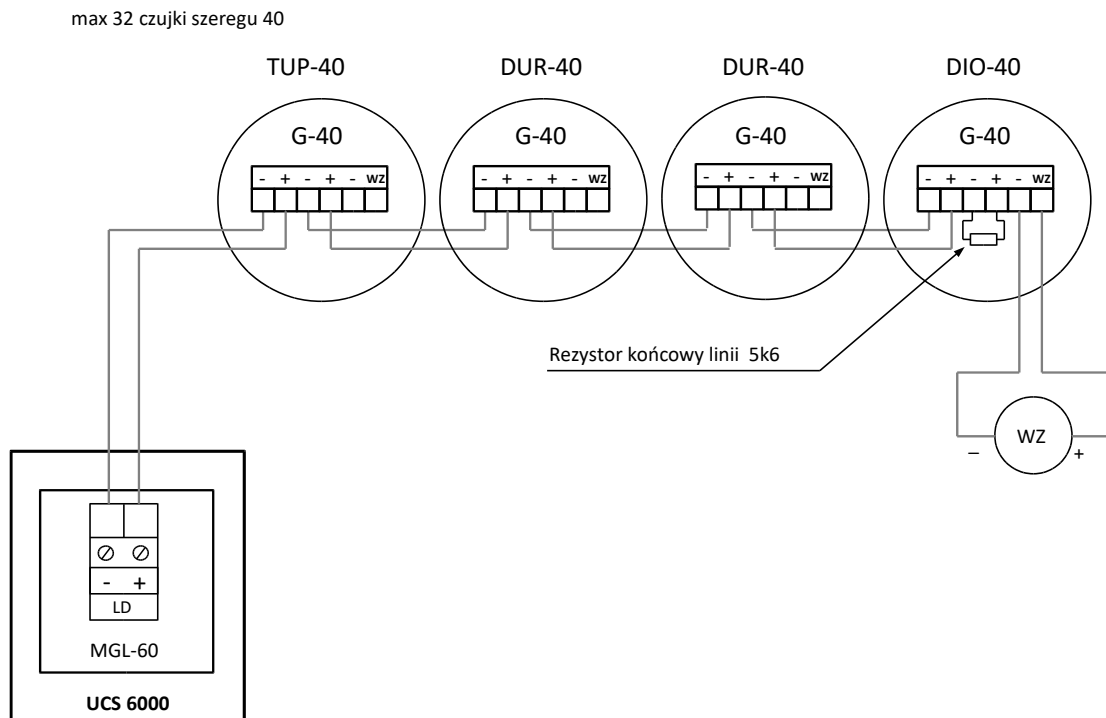 max 32 czujki szeregu 40
TUP-40 DUR-40 DUR-40 DIO-40
G-40 G-40 G-40 G-40
- + - + - WZ - + - + - WZ - + - + - WZ - + - + - WZ
Rezystor końcowy linii 5k6
WZ
– +
- +
LD
MGL-60
UCS 6000